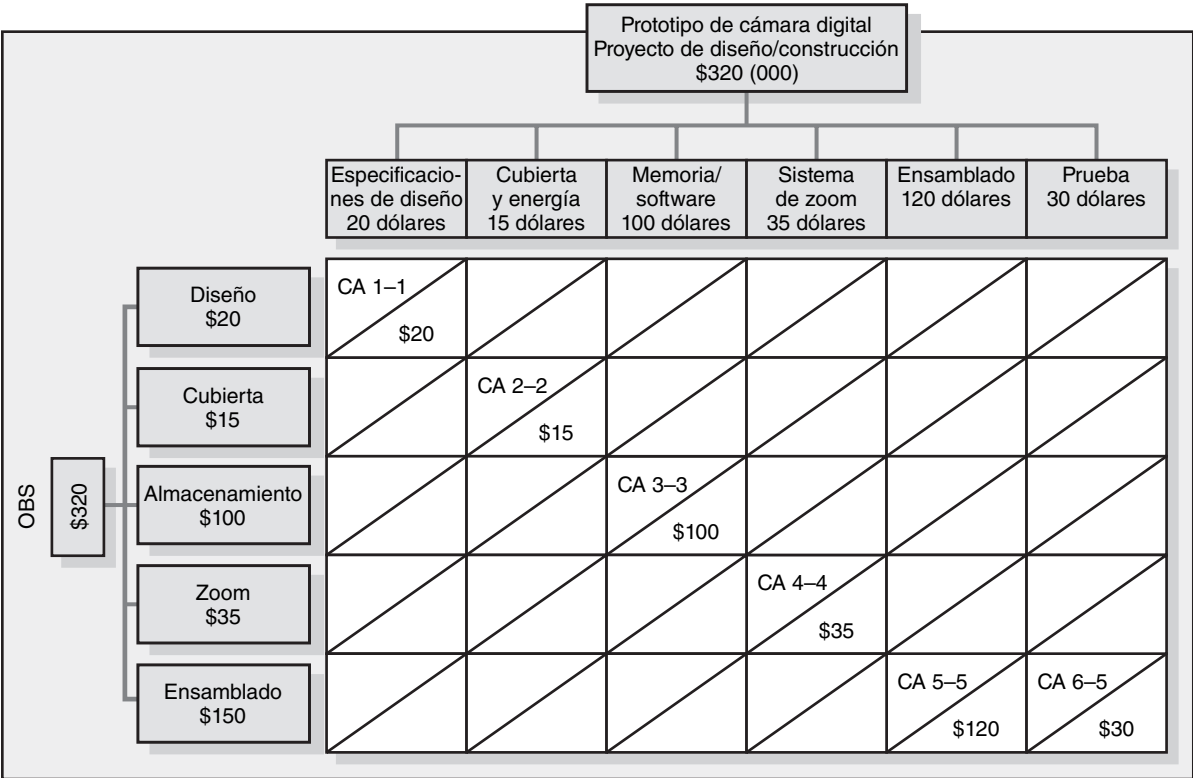 Prototipo de cámara digital
Proyecto de diseño/construcción
$320 (000)
Especificacio-
nes de diseño
20 dólares
Cubierta
y energía
15 dólares
Memoria/
software
100 dólares
Sistema
de zoom
35 dólares
Ensamblado
120 dólares
Prueba
30 dólares
OBS
$320
Diseño
$20
CA 1–1
$20
Cubierta
$15
CA 2–2
$15
Almacenamiento
$100
CA 3–3
$100
Zoom
$35
CA 4–4
$35
Ensamblado
$150
CA 5–5
$120
CA 6–5
$30